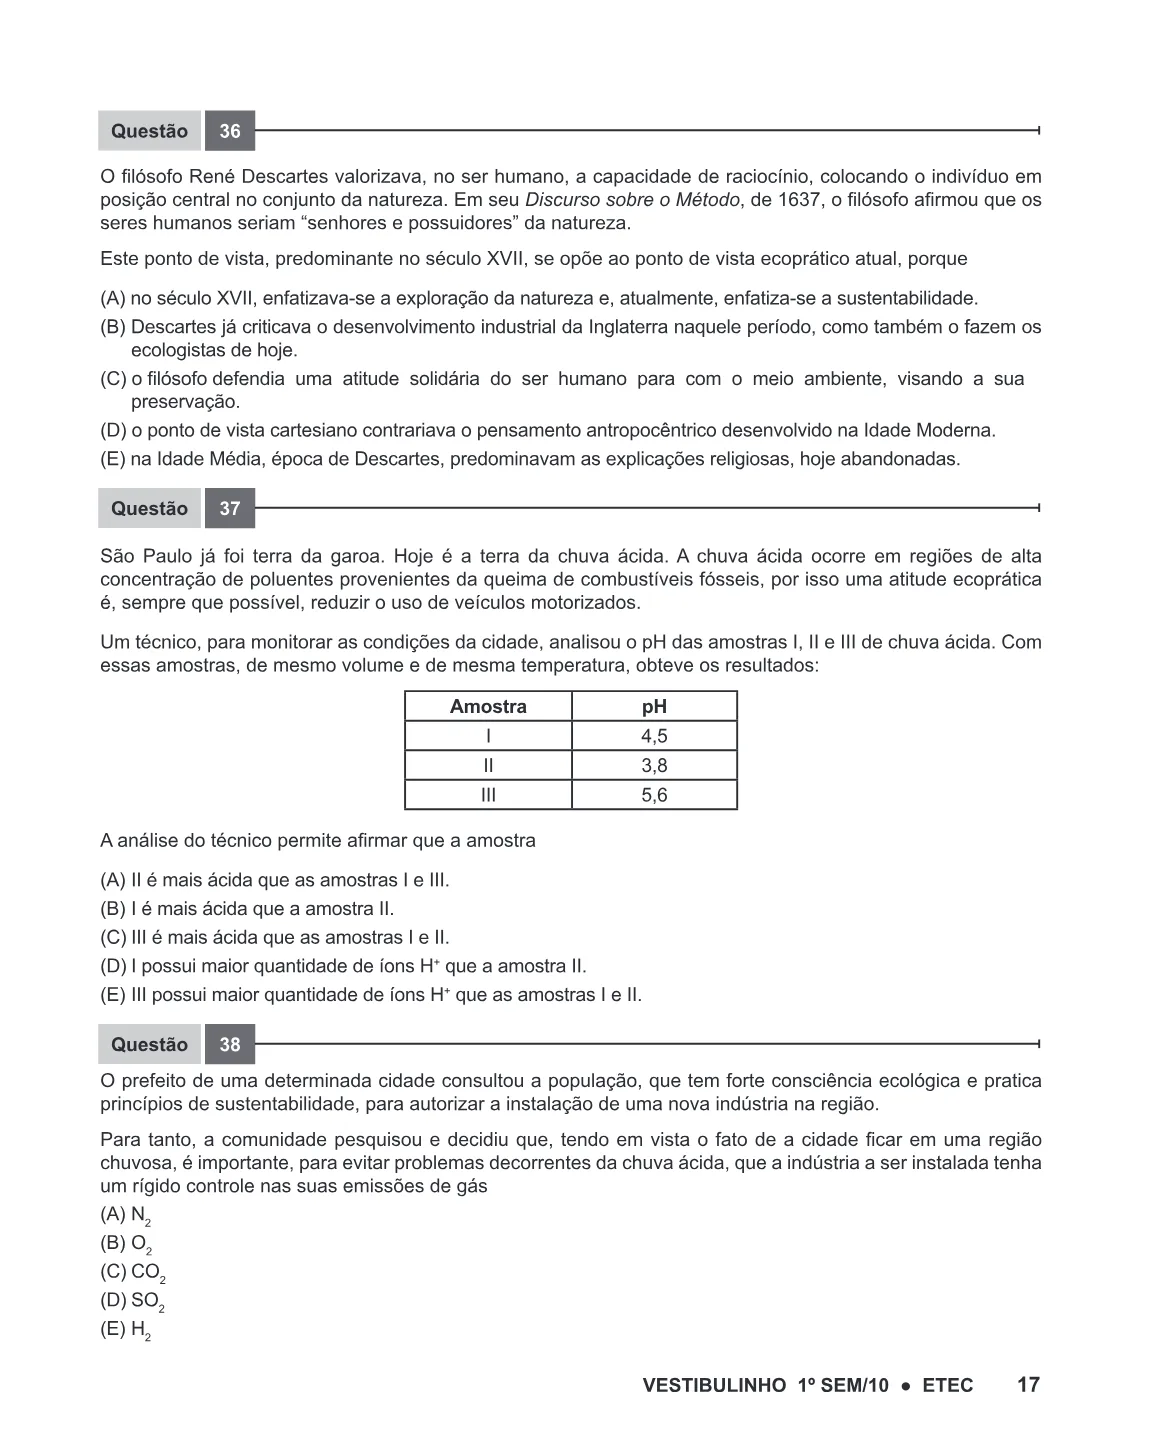 Questão 36
O filósofo René Descartes valorizava, no ser humano, a capacidade de raciocínio, colocando o indivíduo em
posição central no conjunto da natureza. Em seu Discurso sobre o Método, de 1637, o filósofo afirmou que os
seres humanos seriam “senhores e possuidores” da natureza.
Este ponto de vista, predominante no século XVII, se opõe ao ponto de vista ecoprático atual, porque
(A) no século XVII, enfatizava-se a exploração da natureza e, atualmente, enfatiza-se a sustentabilidade.
(B) Descartes já criticava o desenvolvimento industrial da Inglaterra naquele período, como também o fazem os
ecologistas de hoje.
(C) o filósofo defendia uma atitude solidária do ser humano para com o meio ambiente, visando a sua
preservação.
(D) o ponto de vista cartesiano contrariava o pensamento antropocêntrico desenvolvido na Idade Moderna.
(E) na Idade Média, época de Descartes, predominavam as explicações religiosas, hoje abandonadas.
Questão 37
São Paulo já foi terra da garoa. Hoje é a terra da chuva ácida. A chuva ácida ocorre em regiões de alta
concentração de poluentes provenientes da queima de combustíveis fósseis, por isso uma atitude ecoprática
é, sempre que possível, reduzir o uso de veículos motorizados.
Um técnico, para monitorar as condições da cidade, analisou o pH das amostras I, II e III de chuva ácida. Com
essas amostras, de mesmo volume e de mesma temperatura, obteve os resultados:
Amostra pH
I 4,5
II 3,8
III 5,6
A análise do técnico permite afirmar que a amostra
(A) II é mais ácida que as amostras I e III.
(B) I é mais ácida que a amostra II.
(C) III é mais ácida que as amostras I e II.
(D) I possui maior quantidade de íons H⁺ que a amostra II.
(E) III possui maior quantidade de íons H⁺ que as amostras I e II.
Questão 38
O prefeito de uma determinada cidade consultou a população, que tem forte consciência ecológica e pratica
princípios de sustentabilidade, para autorizar a instalação de uma nova indústria na região.
Para tanto, a comunidade pesquisou e decidiu que, tendo em vista o fato de a cidade ficar em uma região
chuvosa, é importante, para evitar problemas decorrentes da chuva ácida, que a indústria a ser instalada tenha
um rígido controle nas suas emissões de gás
(A) N₂
(B) O₂
(C) CO₂
(D) SO₂
(E) H₂
VESTIBULINHO 1º SEM/10 ● ETEC 17